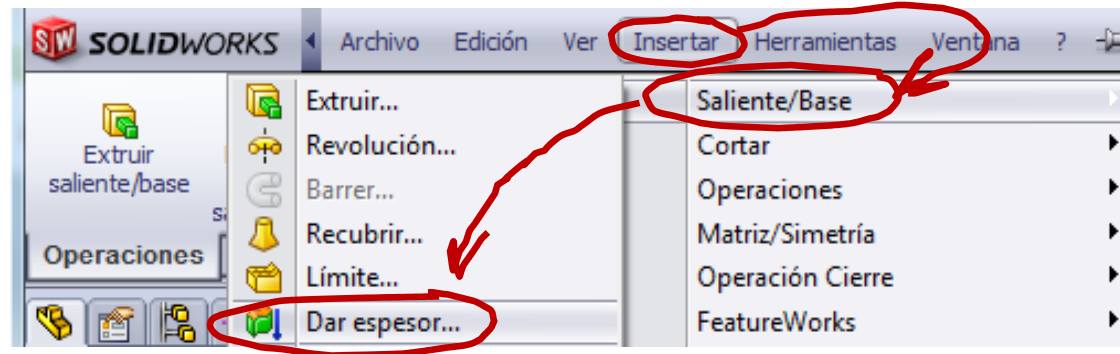 SOLIDWORKS Archivo Edición Ver Insertar Herramientas Ventana ?
Extruir
saliente/base
Operaciones
Extruir...
Revolución...
Barrer...
Recubrir...
Límite...
Dar espesor...
Saliente/Base
Cortar
Operaciones
Matriz/Simetría
Operación Cierre
FeatureWorks